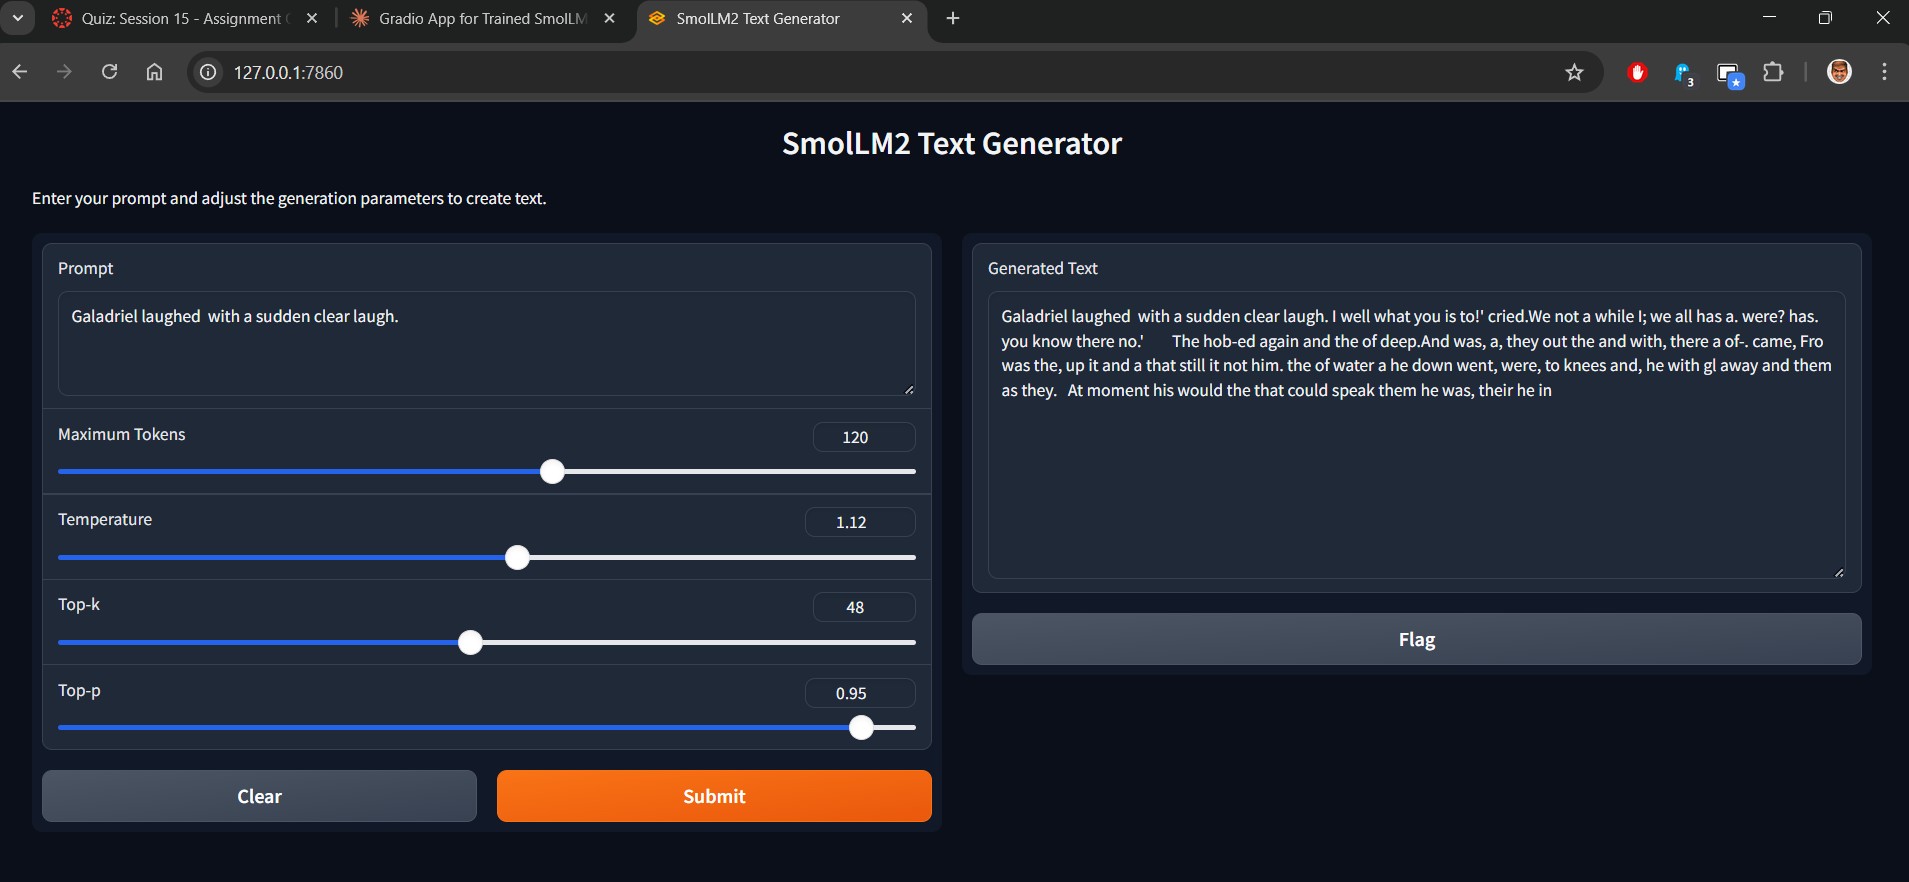 Quiz: Session 15 - Assignment
Gradio App for Trained SmolLM
SmolLM2 Text Generator
127.0.0.1:7860
3
SmolLM2 Text Generator
Enter your prompt and adjust the generation parameters to create text.
Prompt
Galadriel laughed  with a sudden clear laugh.
Maximum Tokens
120
Temperature
1.12
Top-k
48
Top-p
0.95
Clear
Submit
Generated Text
Galadriel laughed  with a sudden clear laugh. I well what you is to!' cried.We not a while I; we all has a. were? has.
you know there no.'      The hob-ed again and the of deep.And was, a, they out the and with, there a of-. came, Fro
was the, up it and a that still it not him. the of water a he down went, were, to knees and, he with gl away and them
as they.   At moment his would the that could speak them he was, their he in
Flag